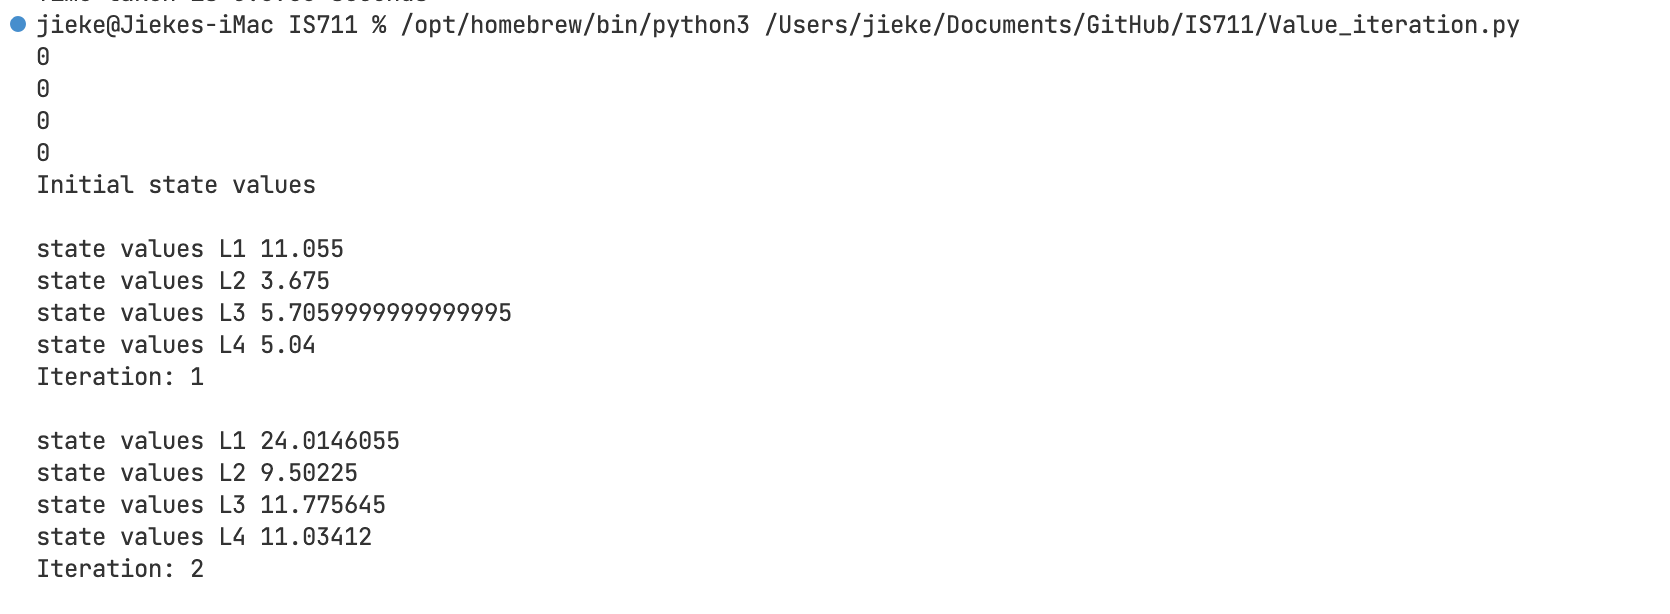 jieke@Jiekes-iMac IS711 % /opt/homebrew/bin/python3 /Users/jieke/Documents/GitHub/IS711/Value_iteration.py
0
0
0
0
Initial state values
state values L1 11.055
state values L2 3.675
state values L3 5.7059999999999995
state values L4 5.04
Iteration: 1
state values L1 24.0146055
state values L2 9.50225
state values L3 11.775645
state values L4 11.03412
Iteration: 2